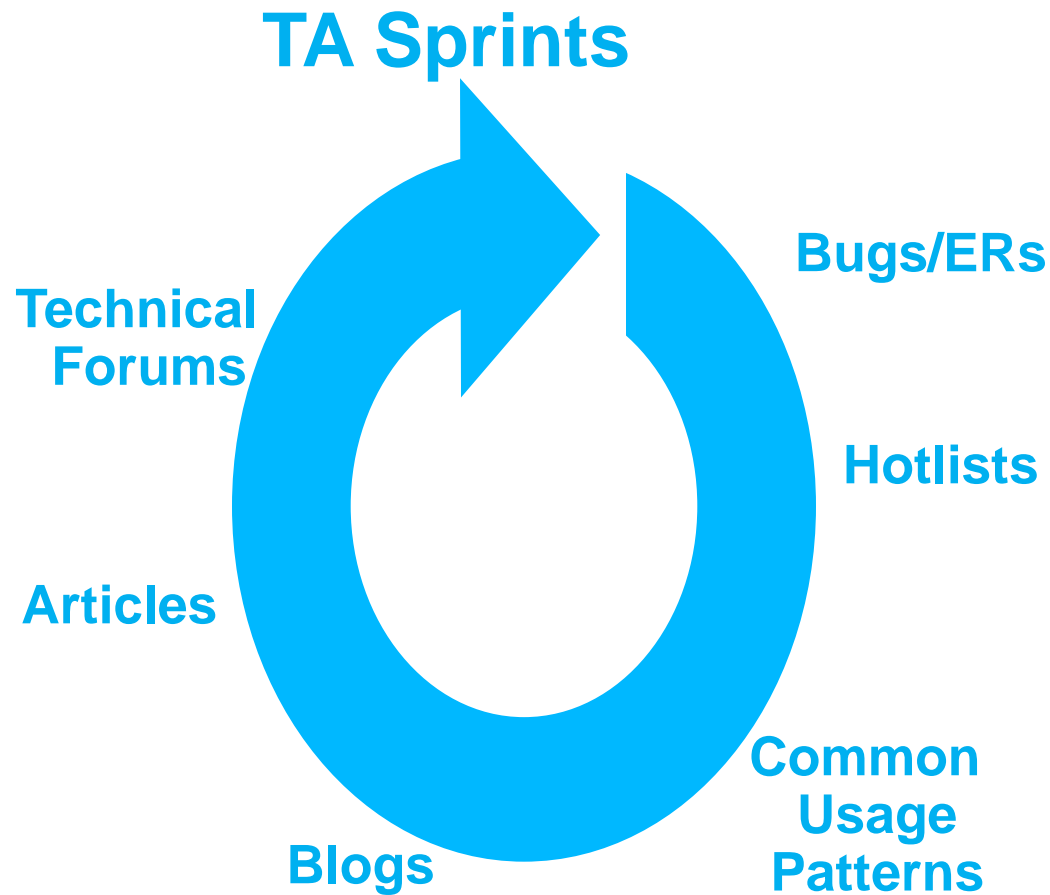 TA Sprints
Bugs/ERs
Technical
Forums
Hotlists
Articles
Common
Usage
Patterns
Blogs